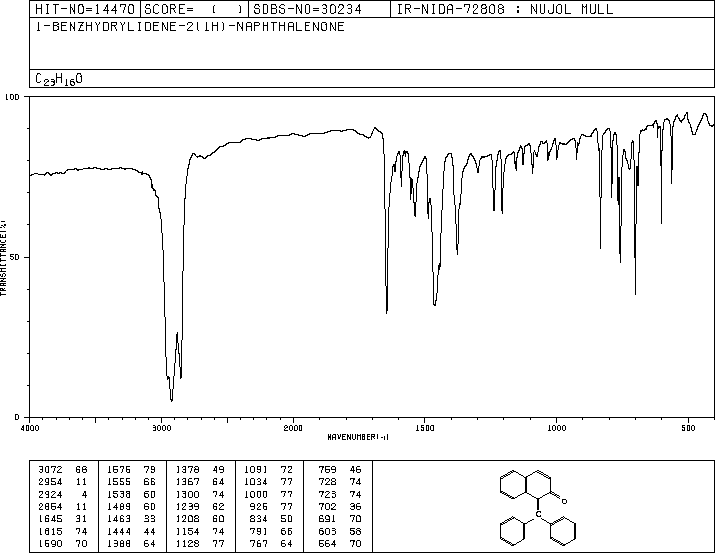 HIT-NO=14470 SCORE= ( ) SDBS-NO=30234 IR-NIDA-72808 : NUJOL MULL
1-BENZHYDRYLIDENE-2(1H)-NAPHTHALENONE
C23H16O
100
50
0
TRANSMITTANCE(%)
4000 3000 2000 1500 1000 500
WAVENUMBER(-1)
3072 68 1576 79 1378 49 1091 72 759 46
2954 11 1555 66 1367 64 1034 77 728 74
2924 4 1538 60 1300 74 1000 77 723 74
2854 11 1489 60 1239 62 926 77 702 36
1645 31 1463 33 1208 60 834 50 691 70
1615 74 1444 44 1154 74 791 66 603 58
1590 70 1388 64 1128 77 767 64 564 70
O
C